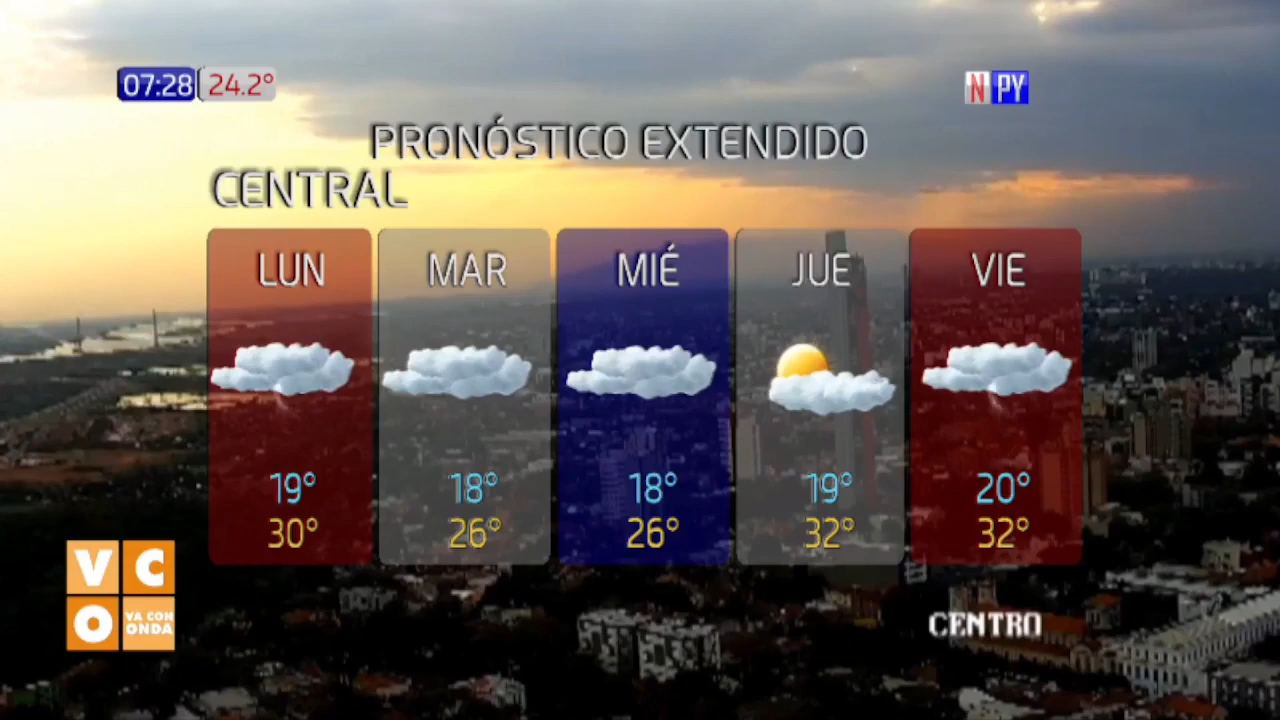 07:28 24.2°
N PY
PRONÓSTICO EXTENDIDO
CENTRAL
LUN MAR MIÉ JUE VIE
19° 18° 18° 19° 20°
30° 26° 26° 32° 32°
V C
O YA CON
ONDA
CENTRO